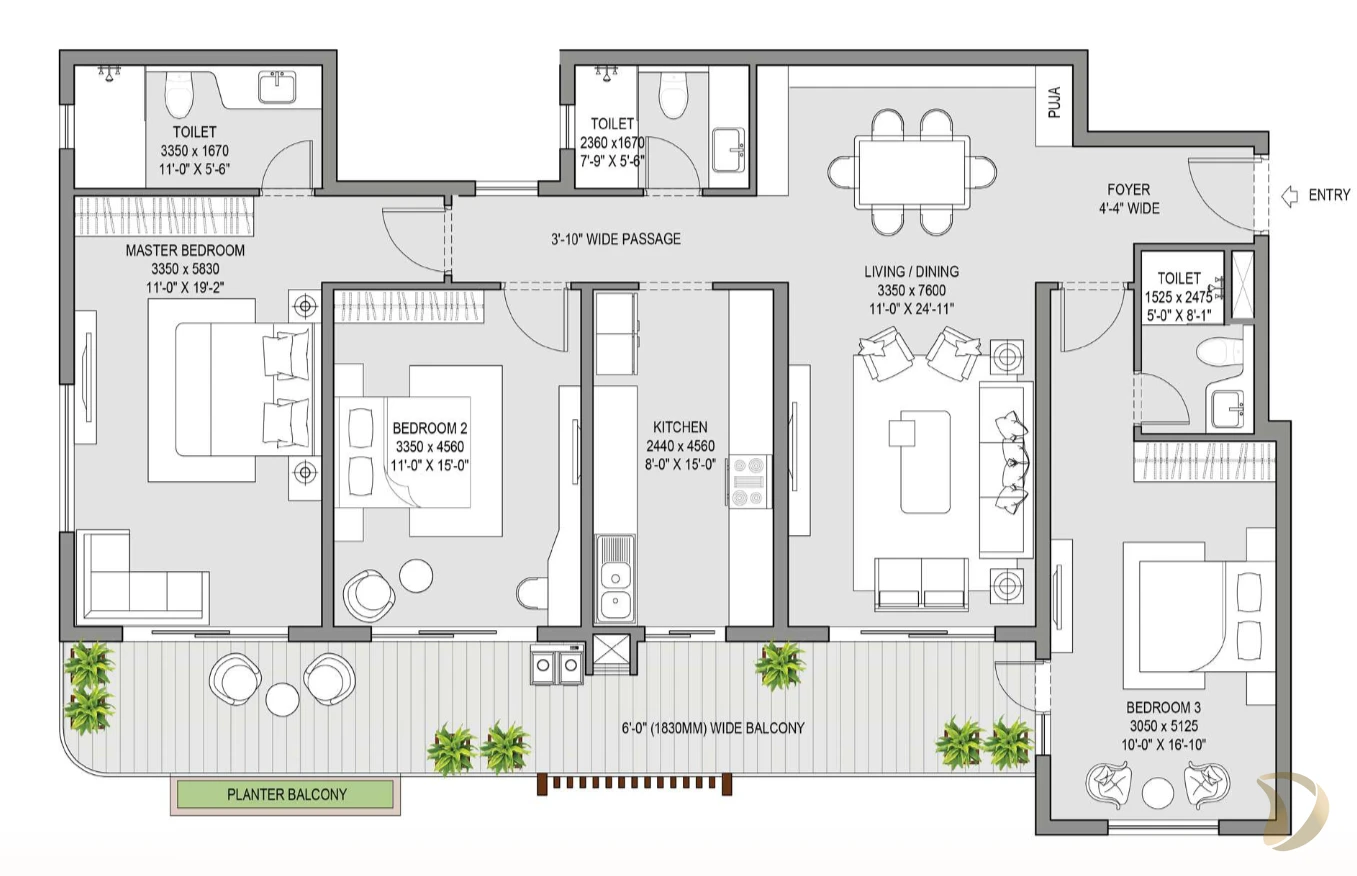 TOILET
3350 x 1670
11'-0" X 5'-6"
TOILET
2360 x1670
7'-9" X 5'-6"
PUJA
FOYER
4'-4" WIDE
ENTRY
MASTER BEDROOM
3350 x 5830
11'-0" X 19'-2"
3'-10" WIDE PASSAGE
LIVING / DINING
3350 x 7600
11'-0" X 24'-11"
TOILET
1525 x 2475
5'-0" X 8'-1"
BEDROOM 2
3350 x 4560
11'-0" X 15'-0"
KITCHEN
2440 x 4560
8'-0" X 15'-0"
BEDROOM 3
3050 x 5125
10'-0" X 16'-10"
6'-0" (1830MM) WIDE BALCONY
PLANTER BALCONY